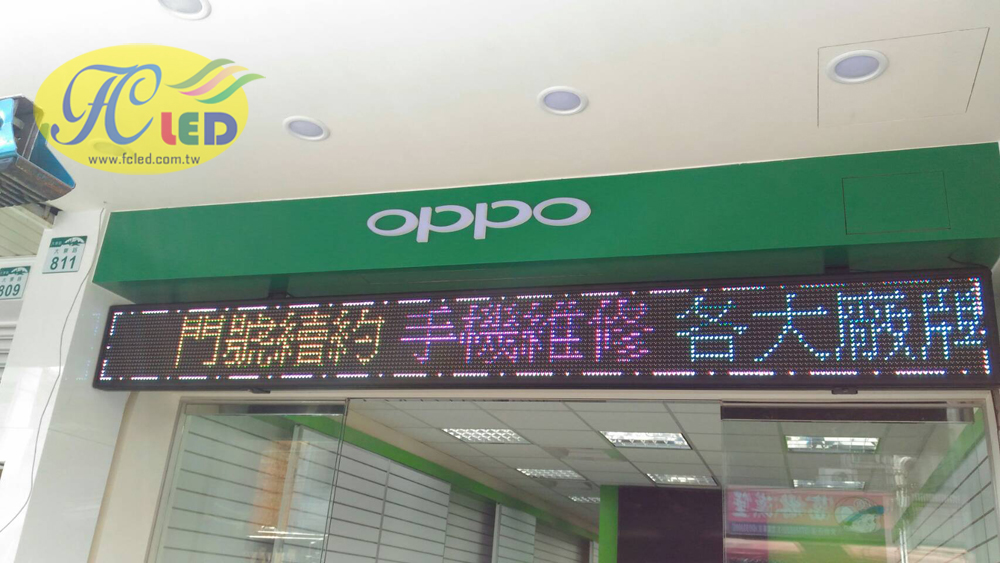 FC LED
www.fcled.com.tw
oppo
811
809
門號續約 手機維修 各大廠牌